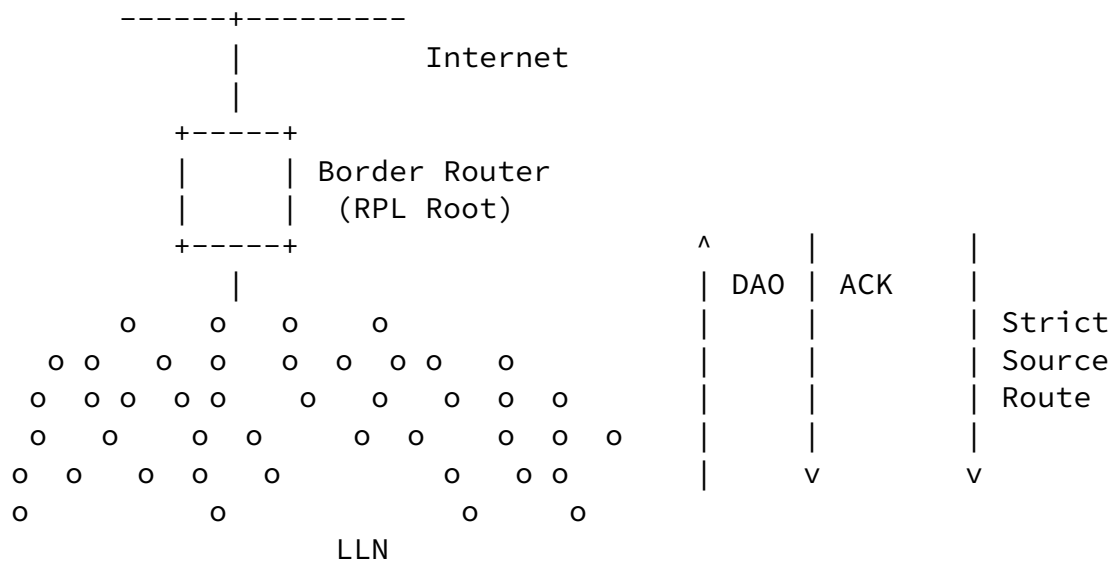 ------+---------
|          Internet
|
+-----+
|     | Border Router
|     |  (RPL Root)
+-----+                      ^     |        |
|                          | DAO | ACK    |
o    o   o    o                  |     |        | Strict
o o   o  o   o  o  o o   o          |     |        | Source
o  o o  o o    o   o   o  o  o          |     |        | Route
o   o    o  o     o  o    o  o  o    |     |        |
o  o   o  o   o         o   o o         |     v        v
o          o             o     o
LLN